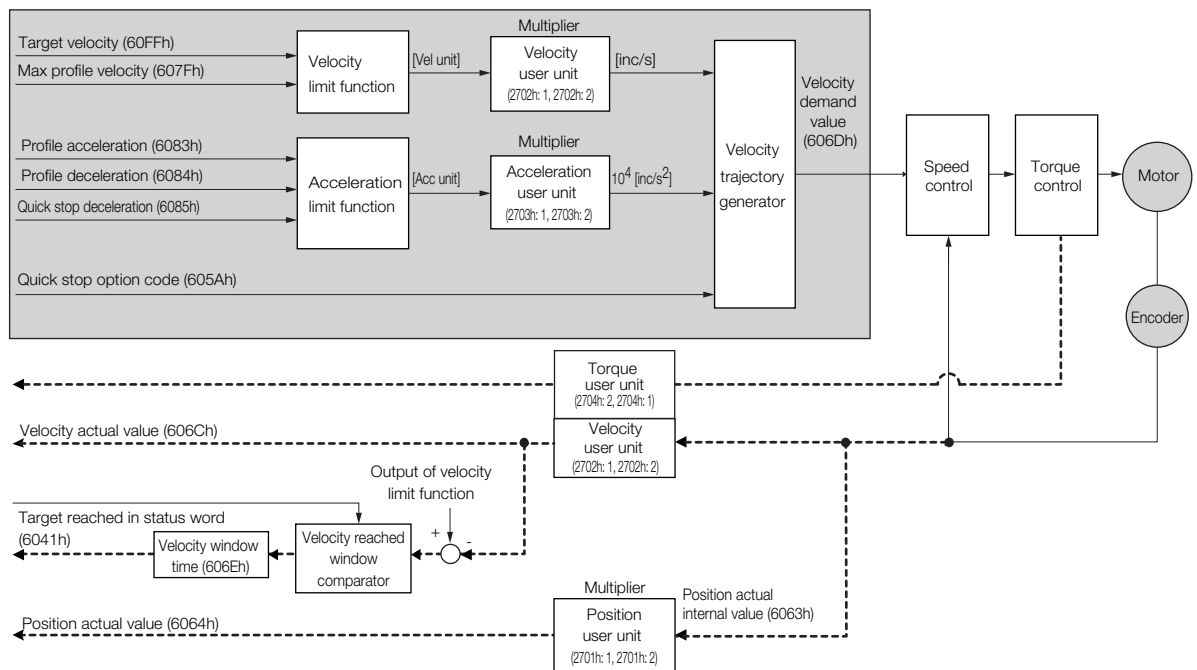 Multiplier
Target velocity (60FFh)
Max profile velocity (607Fh)
Velocity
limit function
[Vel unit]
Velocity
user unit
(2702h: 1, 2702h: 2)
[inc/s]
Velocity
demand
value
(606Dh)
Profile acceleration (6083h)
Profile deceleration (6084h)
Quick stop deceleration (6085h)
Acceleration
limit function
[Acc unit]
Multiplier
Acceleration
user unit
(2703h: 1, 2703h: 2)
10⁴ [inc/s²]
Velocity
trajectory
generator
Speed
control
Torque
control
Motor
Quick stop option code (605Ah)
Encoder
Torque
user unit
(2704h: 2, 2704h: 1)
Velocity actual value (606Ch)
Velocity
user unit
(2702h: 1, 2702h: 2)
Output of velocity
limit function
+
-
Target reached in status word
(6041h)
Velocity window
time (606Eh)
Velocity reached
window
comparator
Multiplier
Position actual
internal value (6063h)
Position actual value (6064h)
Position
user unit
(2701h: 1, 2701h: 2)